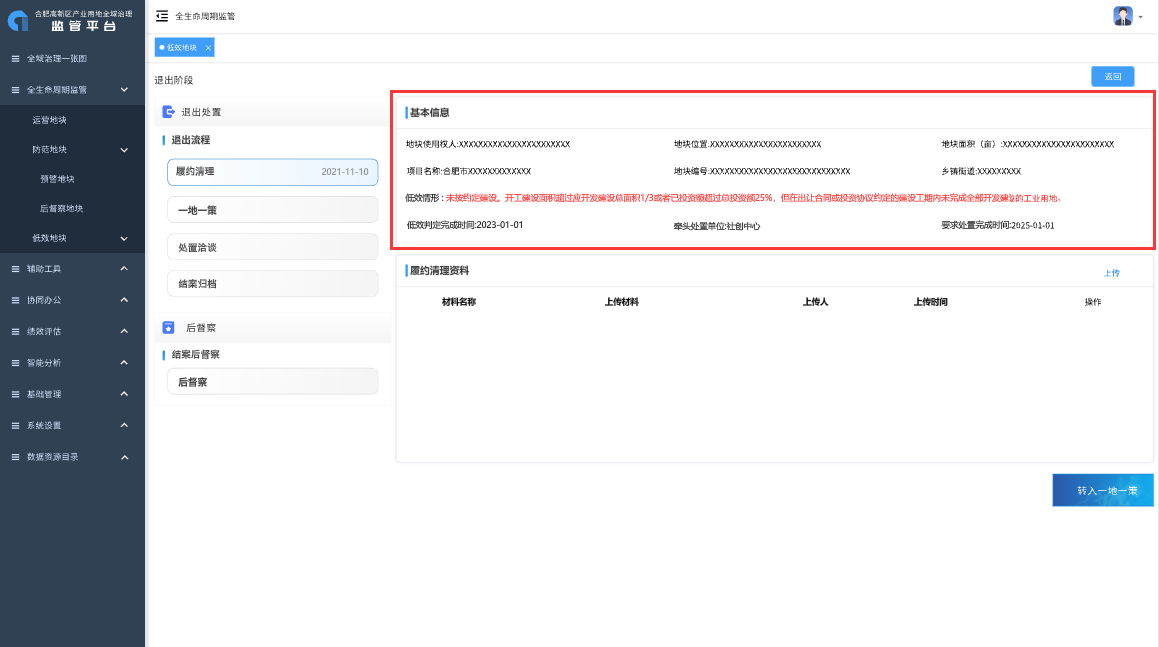 合肥高新区产业用地全域治理
监管平台
全域治理一张图
全生命周期监管
运营地块
防范地块
预警地块
后督察地块
低效地块
辅助工具
协同办公
绩效评估
智能分析
基础管理
系统设置
数据资源目录
全生命周期监管
低效地块 ×
退出阶段
返回
退出处置
退出流程
履约清理 2021-11-10
一地一策
处置洽谈
结案归档
后督察
结案后督察
后督察
基本信息
地块使用权人:XXXXXXXXXXXXXXXXXXXXXXX 地块位置:XXXXXXXXXXXXXXXXXXXXXXX 地块面积（亩）:XXXXXXXXXXXXXXXXXXXXXXX
项目名称:合肥市XXXXXXXXXXXXX 地块编号:XXXXXXXXXXXXXXXXXXXXXXXXXXXXX 乡镇街道:XXXXXXXXX
低效情形：未按约定建设。开工建设面积超过应开发建设总面积1/3或者已投资额超过总投资额25%，但在出让合同或投资协议约定的建设工期内未完成全部开发建设的工业用地。
低效判定完成时间:2023-01-01 牵头处置单位:社创中心 要求处置完成时间:2025-01-01
履约清理资料 上传
材料名称 上传材料 上传人 上传时间 操作
转入一地一策